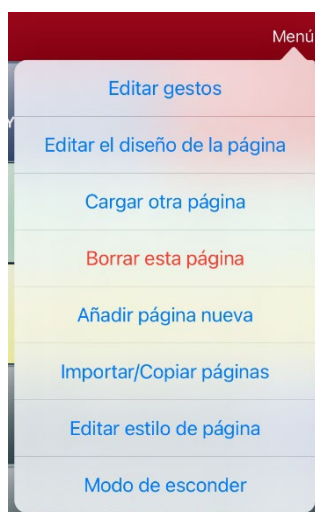 Menú
Editar gestos
Y
Editar el diseño de la página
Cargar otra página
Borrar esta página
Añadir página nueva
Importar/Copiar páginas
Editar estilo de página
Modo de esconder